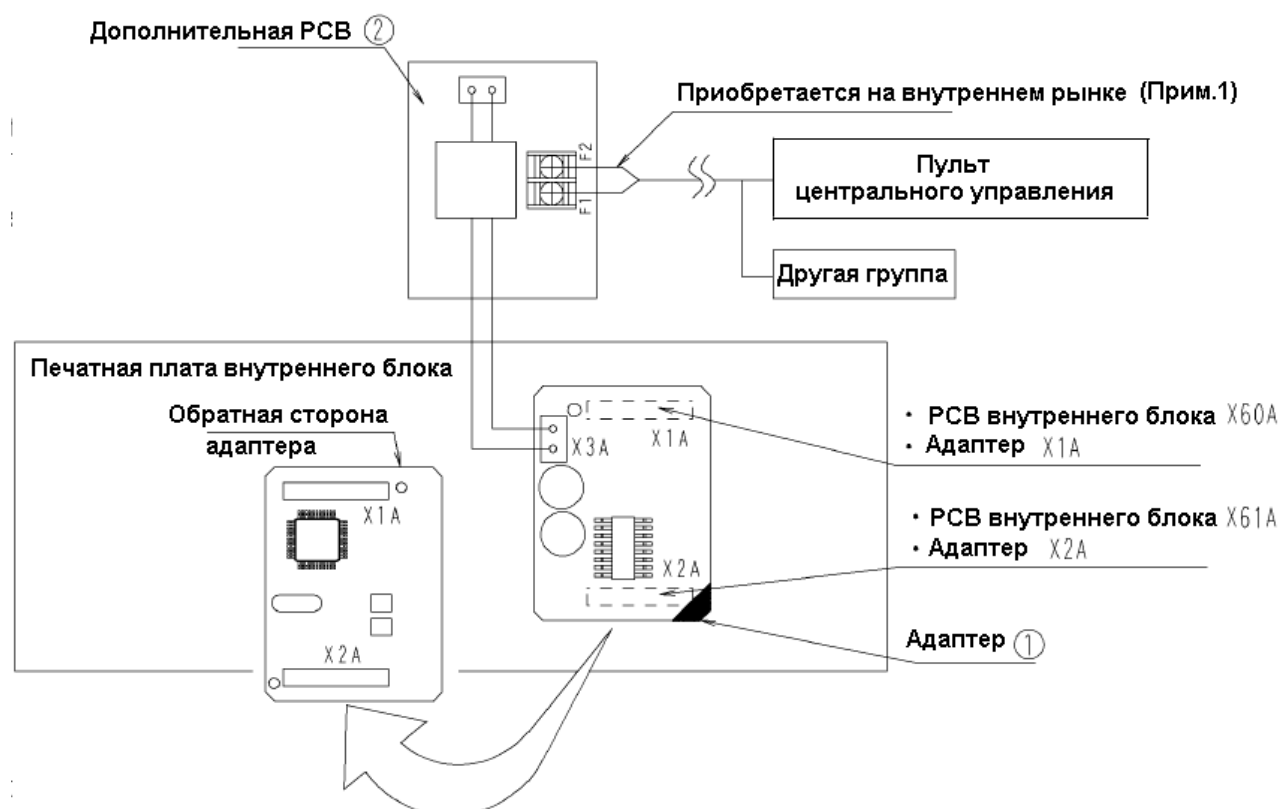 Дополнительная PCB ②
Приобретается на внутреннем рынке (Прим.1)
F2
F1
Пульт
центрального управления
Другая группа
Печатная плата внутреннего блока
Обратная сторона
адаптера
X1A
X3A
X1A
X2A
X2A
· PCB внутреннего блока X60A
· Адаптер X1A
· PCB внутреннего блока X61A
· Адаптер X2A
Адаптер ①